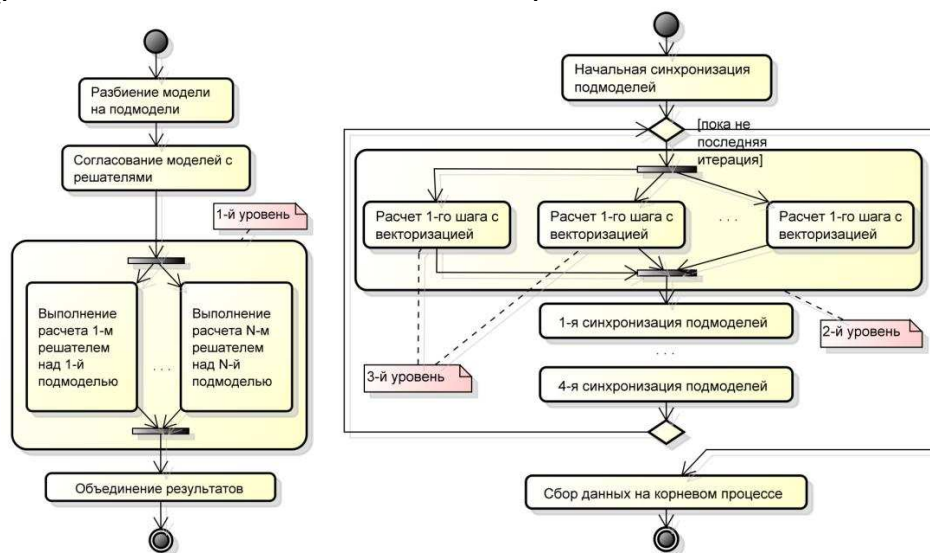 Разбиение модели
на подмодели
Согласование моделей с
решателями
1-й уровень
Выполнение
расчета 1-м
решателем
над 1-й
подмоделью
. . .
Выполнение
расчета N-м
решателем
над N-й
подмоделью
Объединение результатов
Начальная синхронизация
подмоделей
[пока не
последняя
итерация]
Расчет 1-го шага с
векторизацией
Расчет 1-го шага с
векторизацией
. . .
Расчет 1-го шага с
векторизацией
1-я синхронизация подмоделей
2-й уровень
. . .
3-й уровень
4-я синхронизация подмоделей
Сбор данных на корневом процессе